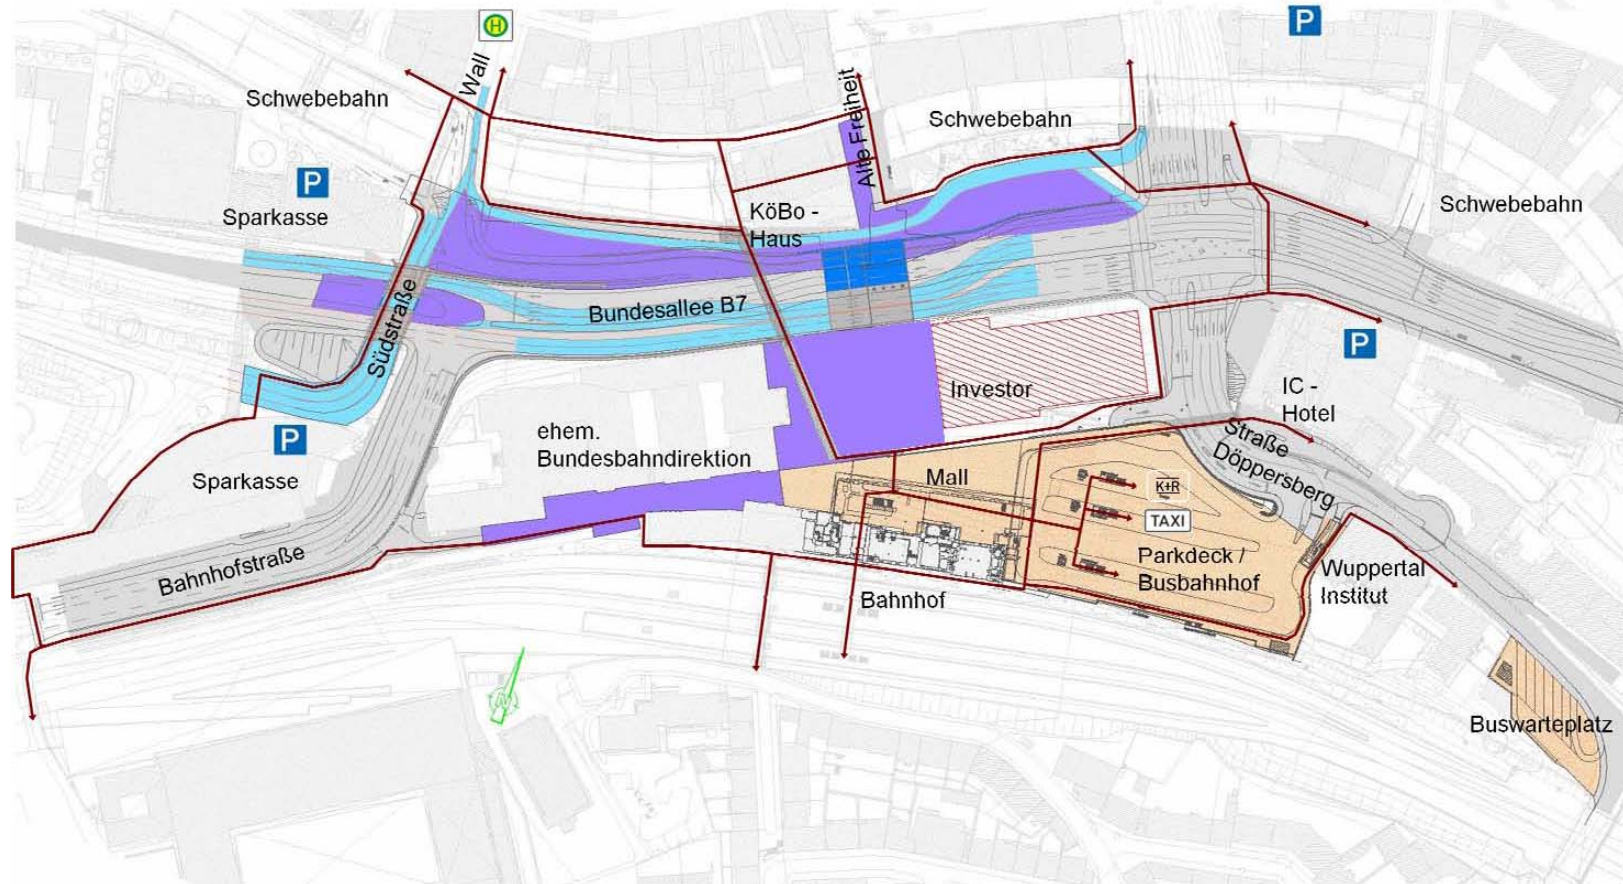 P
H
Wall
Schwebebahn
Alte Freiheit
Schwebebahn
P
Sparkasse
KöBo -
Haus
Schwebebahn
Südstraße
Bundesallee B7
P
Investor
IC -
Hotel
P
ehem.
Bundesbahndirektion
Sparkasse
Mall
Straße
Döppersberg
K+R
TAXI
Bahnhofstraße
Parkdeck /
Busbahnhof
Wuppertal
Institut
Bahnhof
N
Buswarteplatz